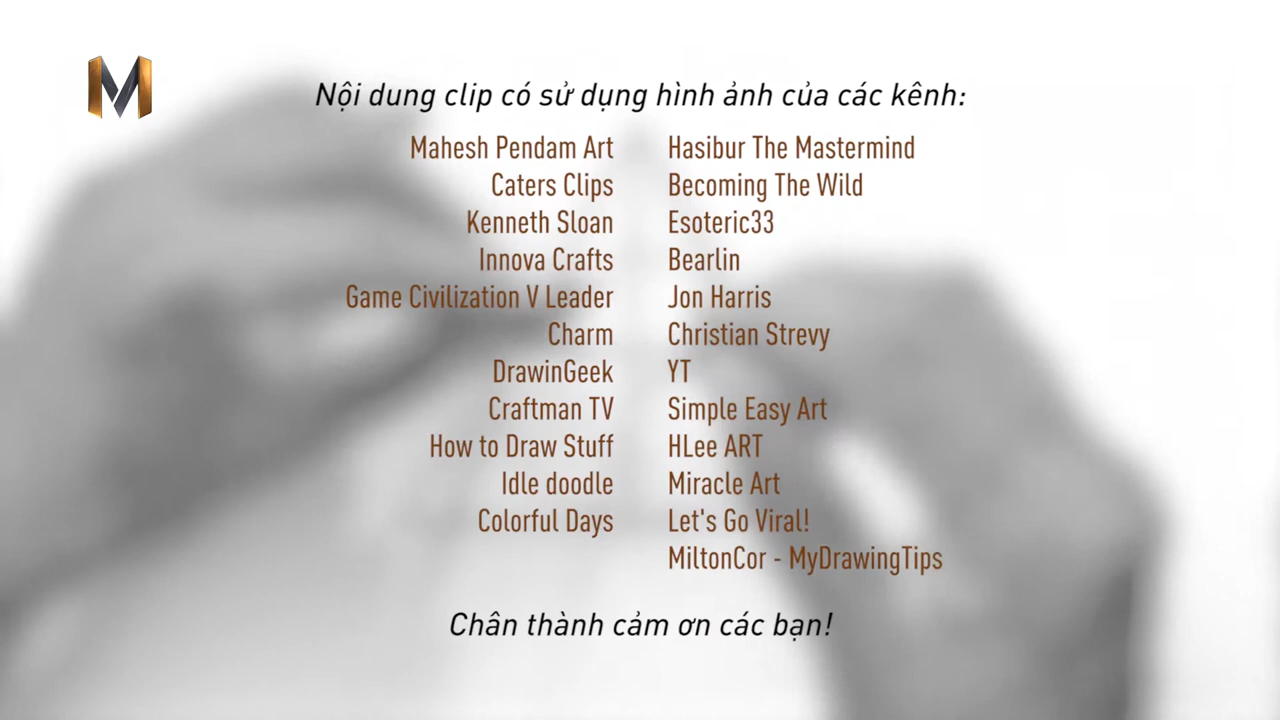 M
Nội dung clip có sử dụng hình ảnh của các kênh:
Mahesh Pendam Art
Caters Clips
Kenneth Sloan
Innova Crafts
Game Civilization V Leader
Charm
DrawinGeek
Craftman TV
How to Draw Stuff
Idle doodle
Colorful Days
Hasibur The Mastermind
Becoming The Wild
Esoteric33
Bearlin
Jon Harris
Christian Strevy
YT
Simple Easy Art
HLee ART
Miracle Art
Let's Go Viral!
MiltonCor - MyDrawingTips
Chân thành cảm ơn các bạn!